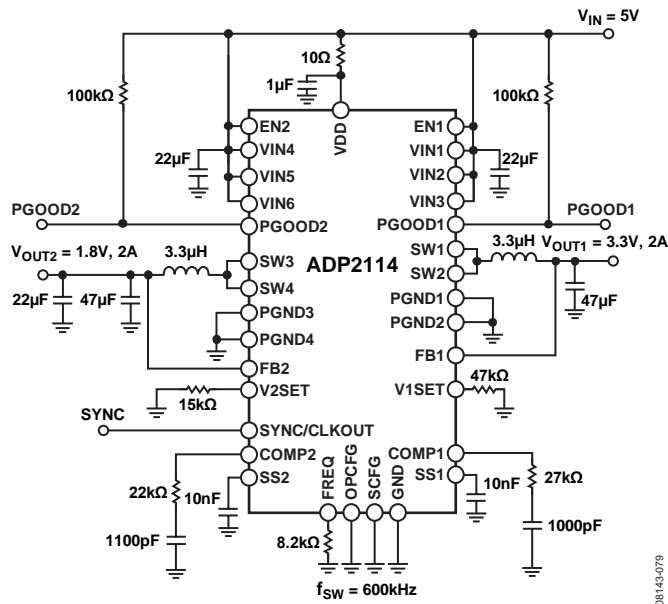 V_IN = 5V
10Ω
1µF
100kΩ
100kΩ
VDD
EN2
EN1
VIN4
VIN1
22µF
22µF
VIN5
VIN2
VIN6
VIN3
PGOOD2
PGOOD2
PGOOD1
PGOOD1
V_OUT2 = 1.8V, 2A
3.3µH
SW3
ADP2114
SW1
3.3µH
V_OUT1 = 3.3V, 2A
SW4
SW2
22µF
47µF
47µF
PGND3
PGND1
PGND4
PGND2
FB2
FB1
V2SET
V1SET
47kΩ
15kΩ
SYNC
SYNC/CLKOUT
COMP2
COMP1
SS2
SS1
FREQ
OPCFG
SCFG
GND
22kΩ
10nF
10nF
27kΩ
1100pF
8.2kΩ
1000pF
f_SW = 600kHz
08143-079